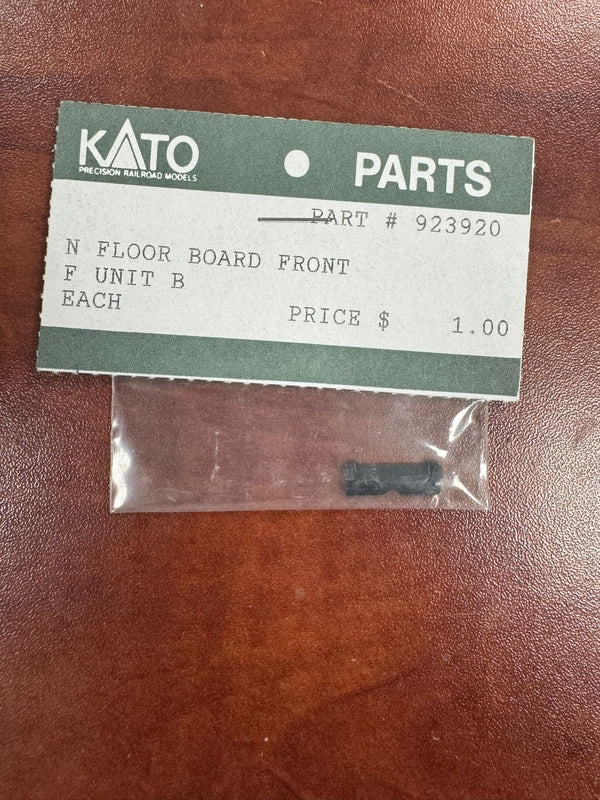 KATO
PRECISION RAILROAD MODELS
PARTS
PART # 923920
N FLOOR BOARD FRONT
F UNIT B
EACH
PRICE $ 1.00